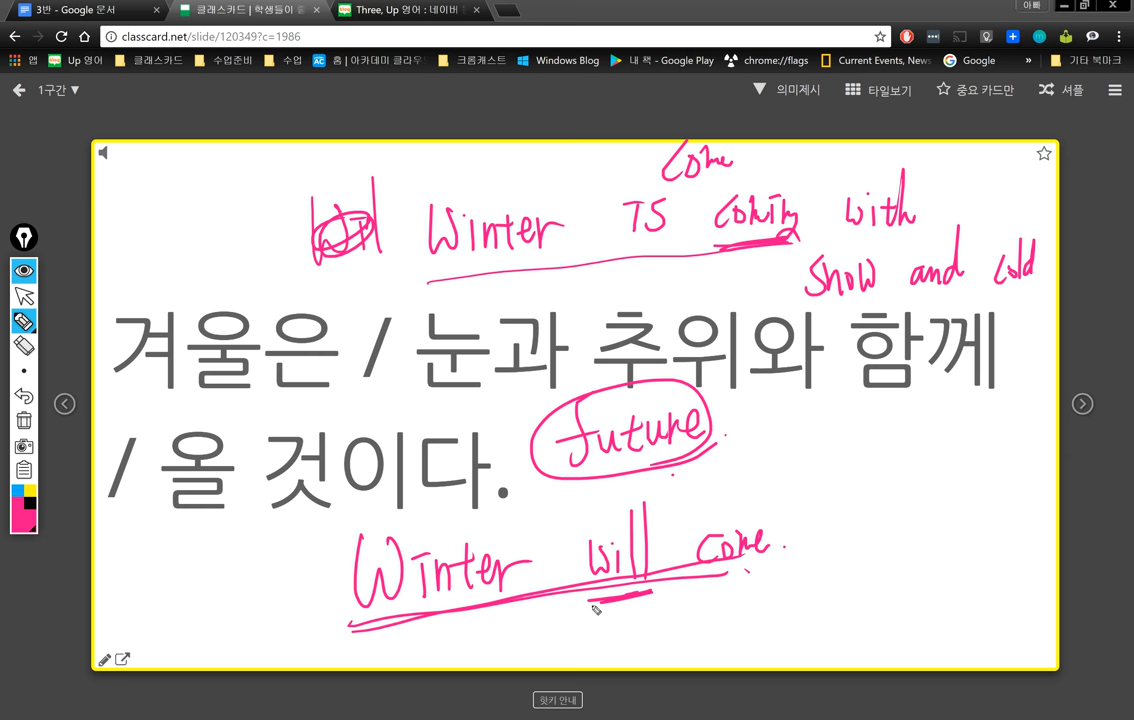 3반 - Google 문서
클래스카드 | 학생들이 좋
Three, Up 영어 : 네이버
아빠
classcard.net/slide/120349?c=1986
앱 Up 영어 클래스카드 수업준비 수업 홈 | 아카데미 클라우 크롬캐스트 Windows Blog 내 책 - Google Play chrome://flags Current Events, News Google » 기타 북마크
1구간 ▼ ▼ 의미제시 타일보기 중요 카드만 셔플
come
Winter IS coming with
snow and cold
겨울은 / 눈과 추위와 함께
future.
/ 올 것이다.
Winter will come.
핫키 안내